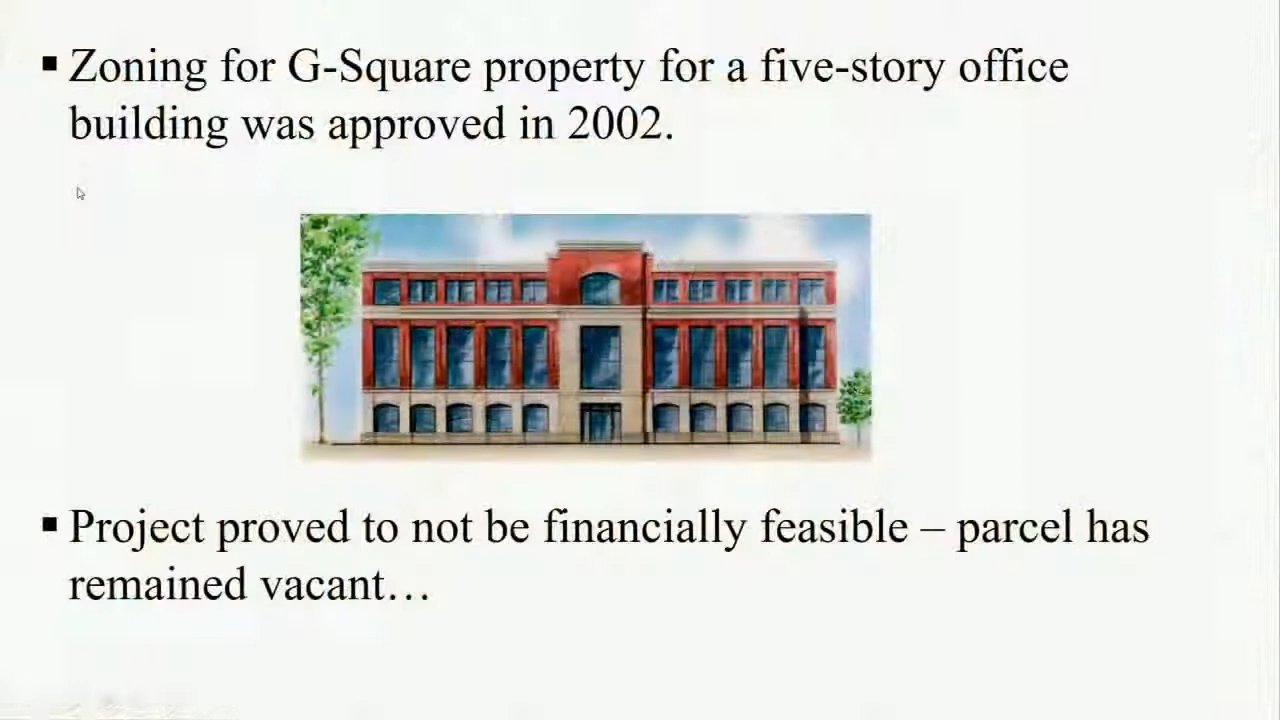 ▪ Zoning for G-Square property for a five-story office
building was approved in 2002.
▪ Project proved to not be financially feasible – parcel has
remained vacant…